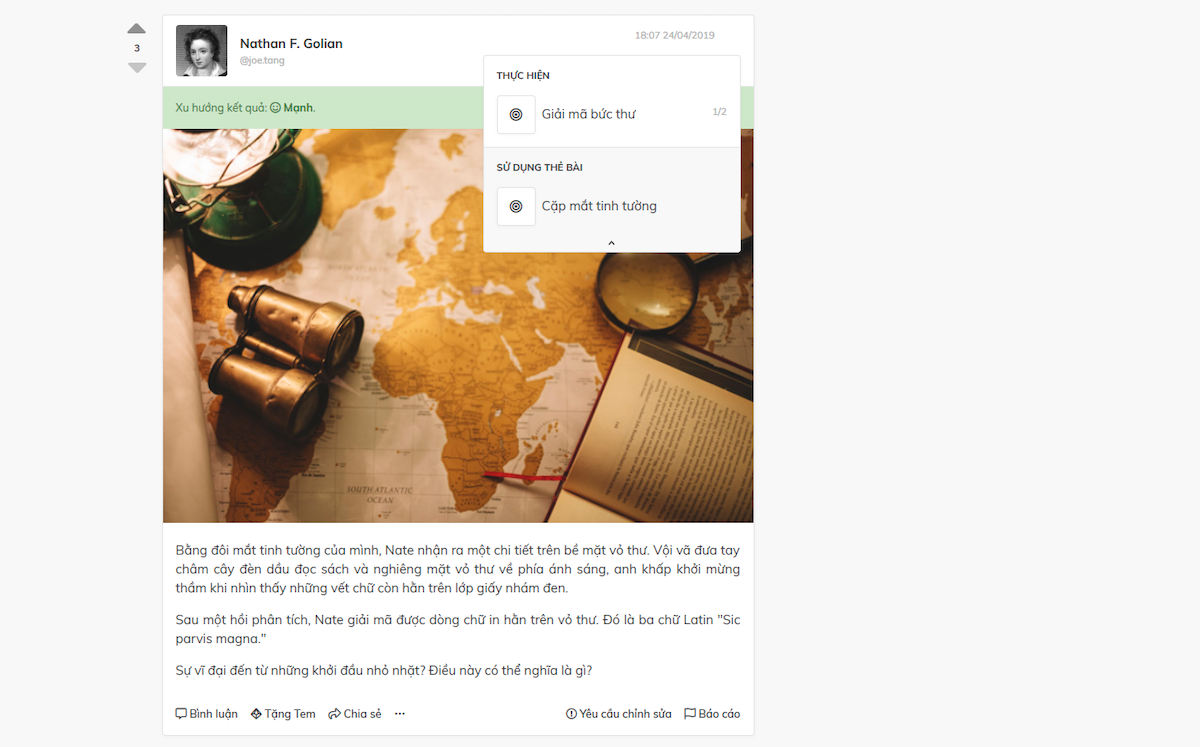 3
Nathan F. Golian
18:07 24/04/2019
@joe.tang
THỰC HIỆN
Giải mã bức thư
1/2
Xu hướng kết quả: Mạnh.
SỬ DỤNG THẺ BÀI
Cặp mắt tinh tường
SOUTH ATLANTIC
OCEAN
Bằng đôi mắt tinh tường của mình, Nate nhận ra một chi tiết trên bề mặt vỏ thư. Vội vã đưa tay
châm cây đèn dầu đọc sách và nghiêng mặt vỏ thư về phía ánh sáng, anh khấp khởi mừng
thầm khi nhìn thấy những vết chữ còn hằn trên lớp giấy nhám đen.
Sau một hồi phân tích, Nate giải mã được dòng chữ in hằn trên vỏ thư. Đó là ba chữ Latin "Sic
parvis magna."
Sự vĩ đại đến từ những khởi đầu nhỏ nhặt? Điều này có thể nghĩa là gì?
Bình luận
Tặng Tem
Chia sẻ
Yêu cầu chỉnh sửa
Báo cáo